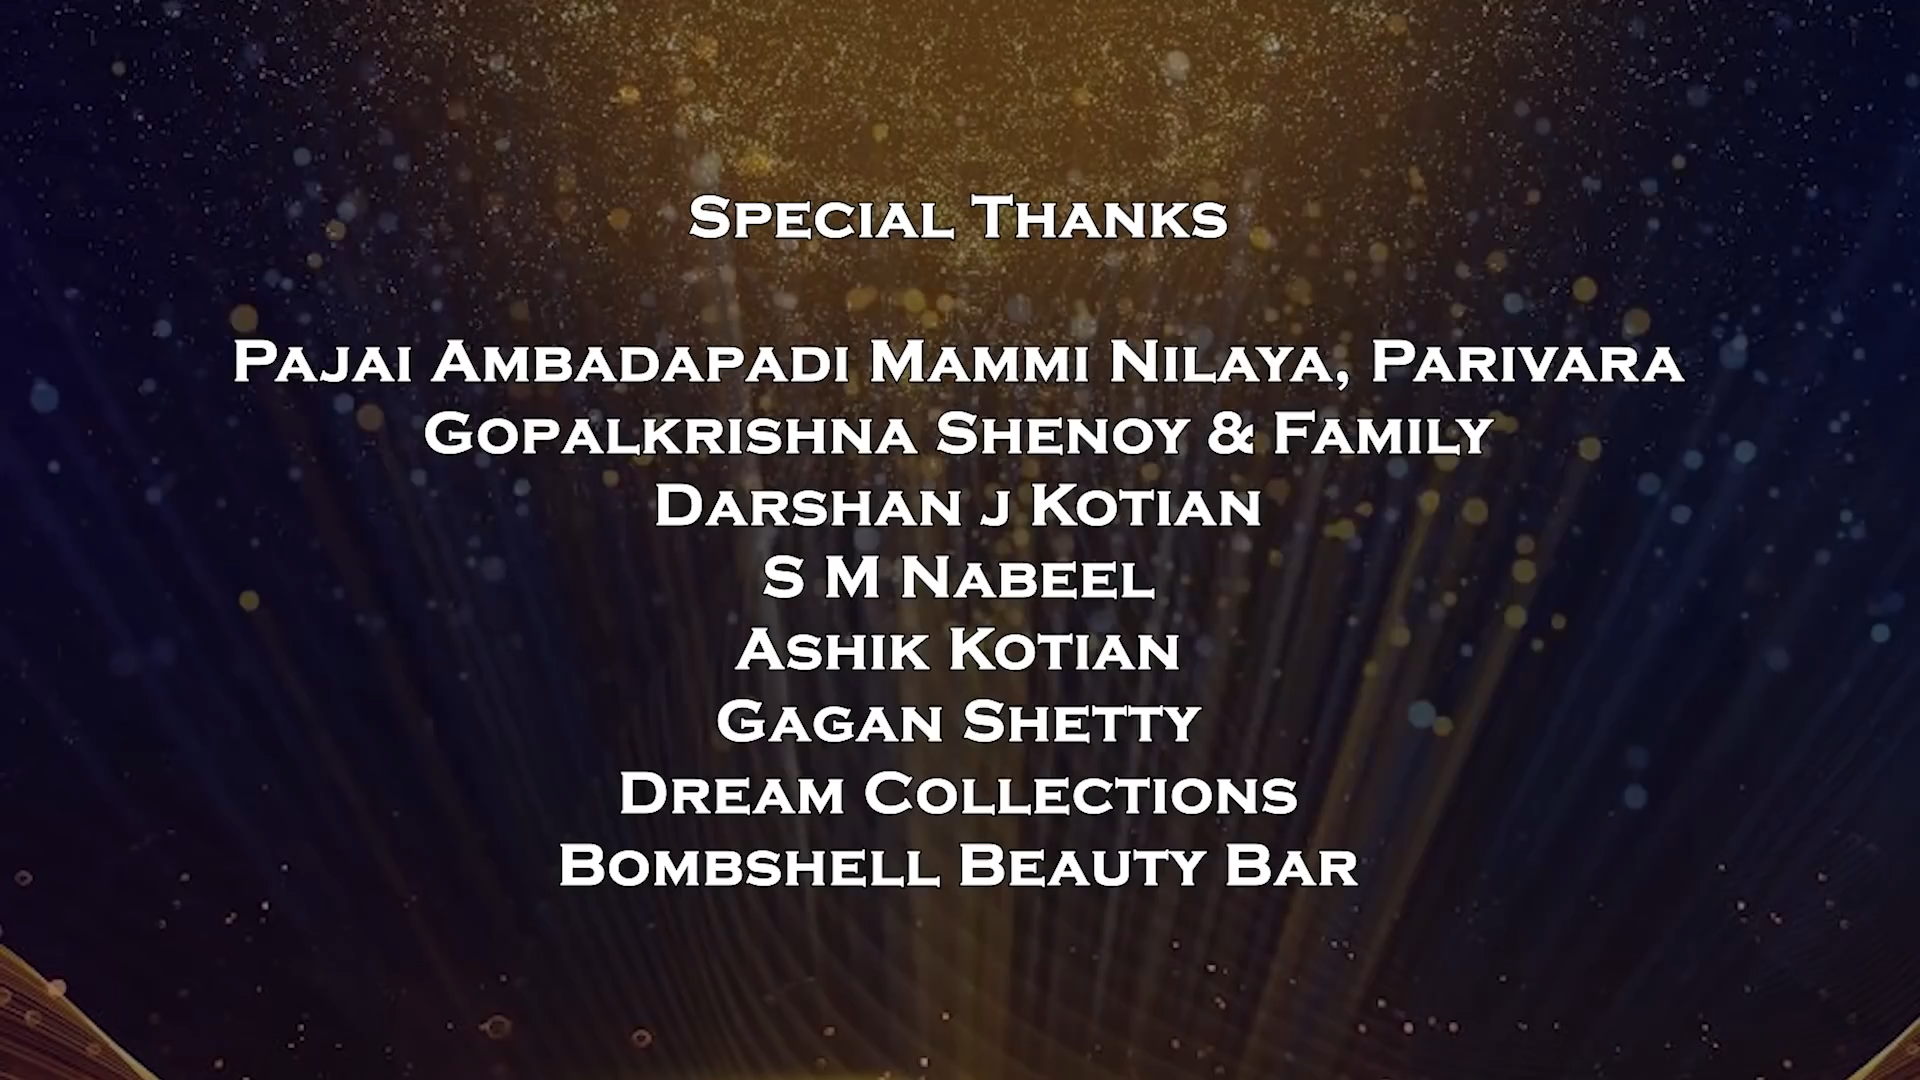 Special Thanks
Pajai Ambadapadi Mammi Nilaya, Parivara
Gopalkrishna Shenoy & Family
Darshan J Kotian
S M Nabeel
Ashik Kotian
Gagan Shetty
Dream Collections
Bombshell Beauty Bar